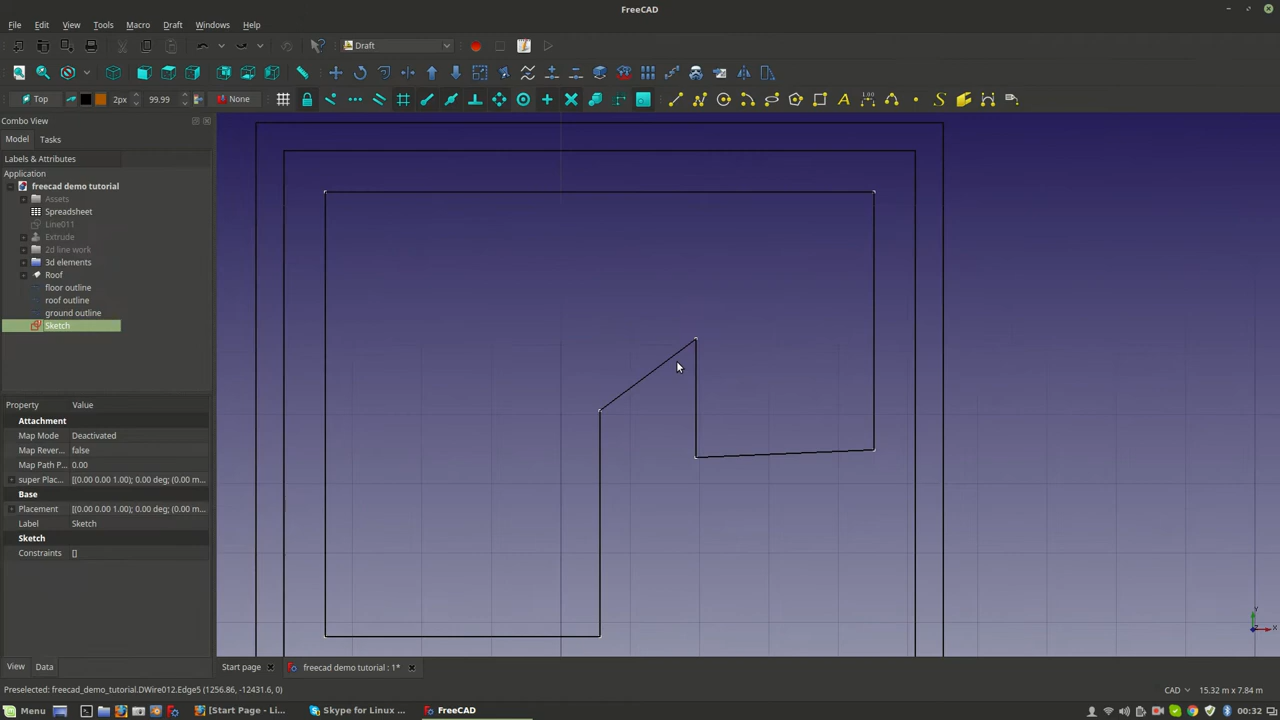 FreeCAD
File Edit View Tools Macro Draft Windows Help
Draft
Top 2px 99.99 None
Combo View
Model Tasks
Labels & Attributes
Application
freecad demo tutorial
Assets
Spreadsheet
Line011
Extrude
2d line work
3d elements
Roof
floor outline
roof outline
ground outline
Sketch
Property Value
Attachment
Map Mode Deactivated
Map Rever... false
Map Path P... 0.00
super Plac... [(0.00 0.00 1.00); 0.00 deg; (0.00 m...
Base
Placement [(0.00 0.00 1.00); 0.00 deg; (0.00 m...
Label Sketch
Sketch
Constraints []
View Data
Start page freecad demo tutorial : 1*
Preselected: freecad_demo_tutorial.DWire012.Edge5 (1256.86, -12431.6, 0) CAD 15.32 m x 7.84 m
Menu [Start Page - Li... Skype for Linux ... FreeCAD 00:32